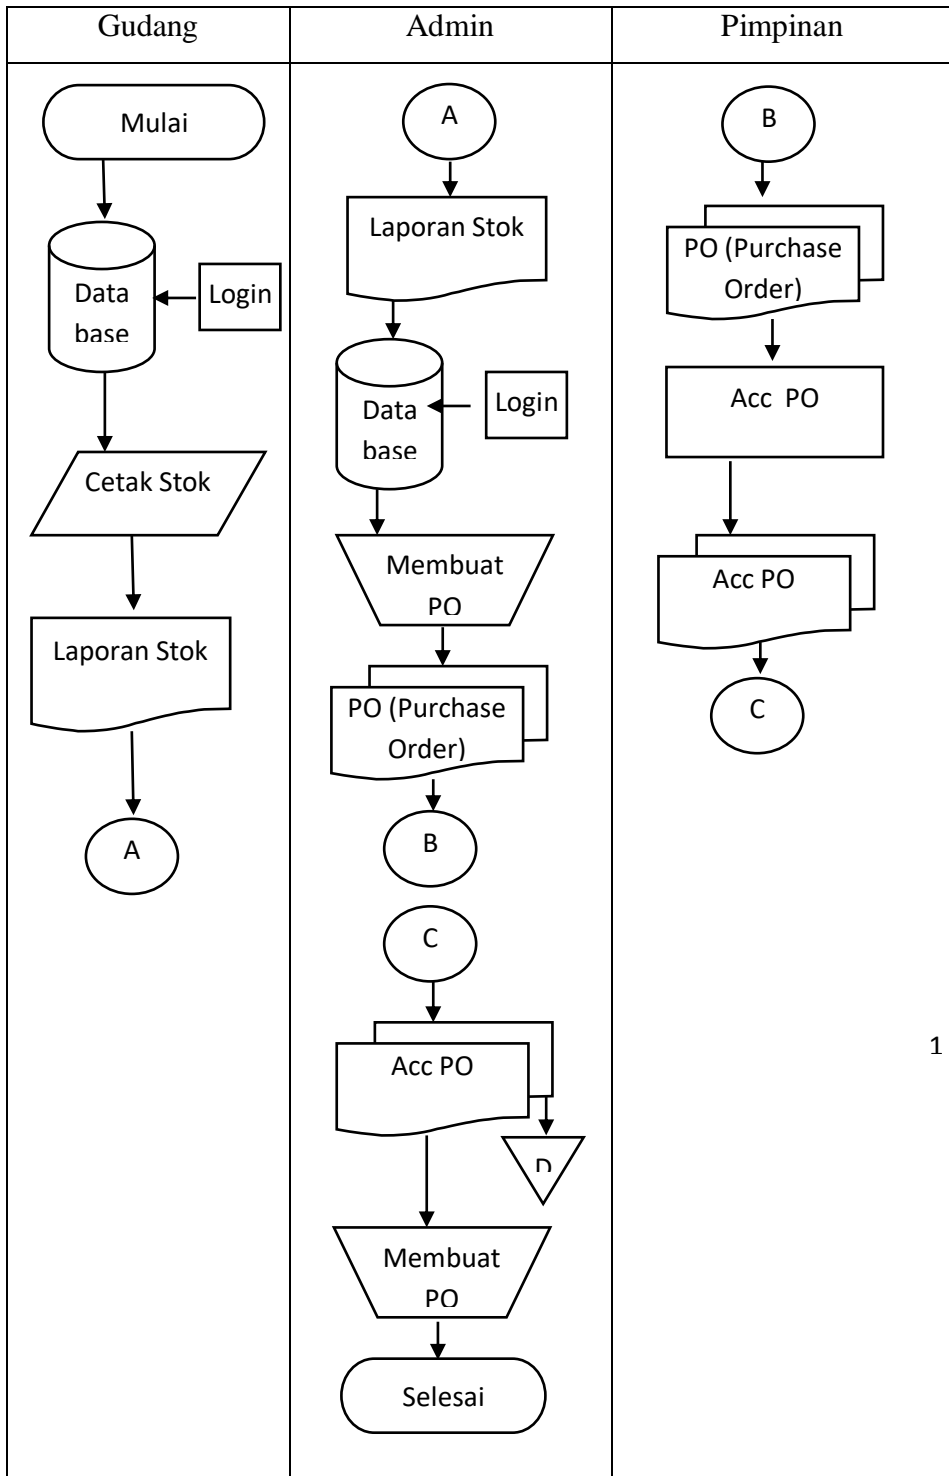 Gudang
Admin
Pimpinan
Mulai
Data
base
Login
Cetak Stok
Laporan Stok
A
A
Laporan Stok
Data
base
Login
Membuat
PO
PO (Purchase
Order)
B
C
Acc PO
D
Membuat
PO
Selesai
B
PO (Purchase
Order)
Acc PO
Acc PO
C
1